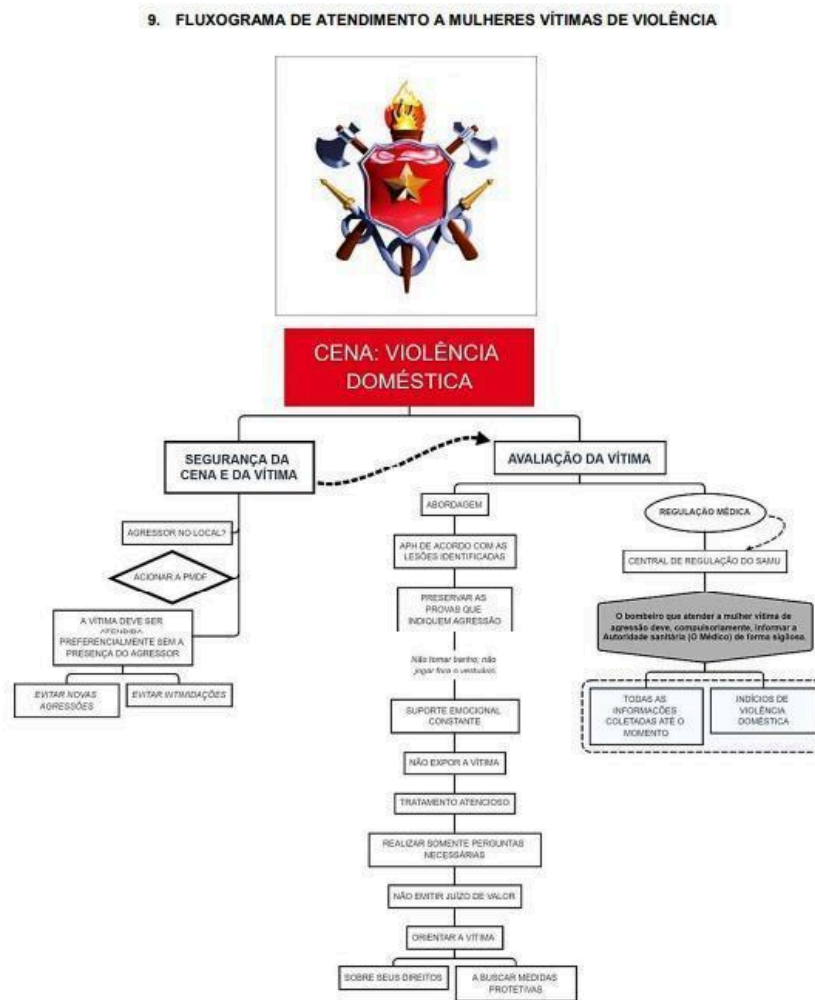 9. FLUXOGRAMA DE ATENDIMENTO A MULHERES VÍTIMAS DE VIOLÊNCIA
CENA: VIOLÊNCIA
DOMÉSTICA
SEGURANÇA DA
CENA E DA VÍTIMA
AGRESSOR NO LOCAL?
ACIONAR A PMDF
A VÍTIMA DEVE SER
ATENDIDA
PREFERENCIALMENTE SEM A
PRESENÇA DO AGRESSOR
EVITAR NOVAS
AGRESSÕES
EVITAR INTIMIDAÇÕES
AVALIAÇÃO DA VÍTIMA
ABORDAGEM
APH DE ACORDO COM AS
LESÕES IDENTIFICADAS
PRESERVAR AS
PROVAS QUE
INDIQUEM AGRESSÃO
Não tomar banho; não
jogar fora o vestuário.
SUPORTE EMOCIONAL
CONSTANTE
NÃO EXPOR A VÍTIMA
TRATAMENTO ATENCIOSO
REALIZAR SOMENTE PERGUNTAS
NECESSÁRIAS
NÃO EMITIR JUÍZO DE VALOR
ORIENTAR A VÍTIMA
SOBRE SEUS DIREITOS
A BUSCAR MEDIDAS
PROTETIVAS
REGULAÇÃO MÉDICA
CENTRAL DE REGULAÇÃO DO SAMU
O bombeiro que atender a mulher vítima de
agressão deve, compulsoriamente, informar a
Autoridade sanitária (O Médico) de forma sigilosa.
TODAS AS
INFORMAÇÕES
COLETADAS ATÉ O
MOMENTO
INDÍCIOS DE
VIOLÊNCIA
DOMÉSTICA